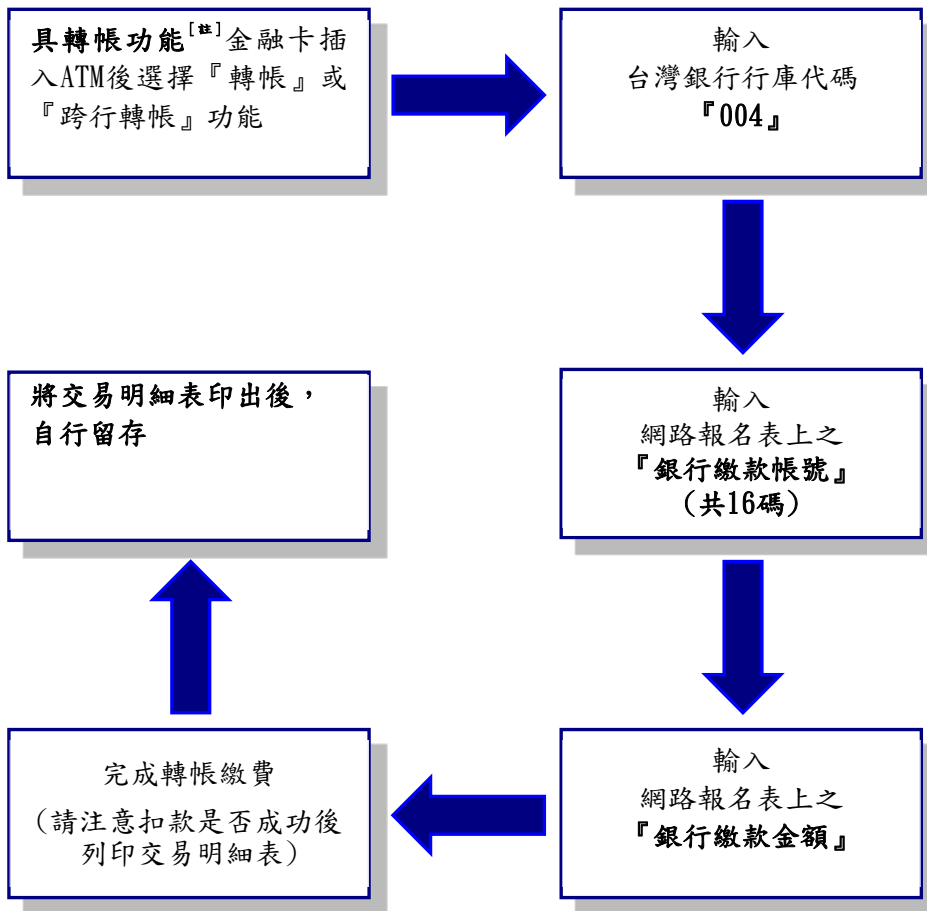 具轉帳功能[註]金融卡插
入ATM後選擇『轉帳』或
『跨行轉帳』功能
輸入
台灣銀行行庫代碼
『004』
輸入
網路報名表上之
『銀行繳款帳號』
(共16碼)
輸入
網路報名表上之
『銀行繳款金額』
完成轉帳繳費
(請注意扣款是否成功後
列印交易明細表)
將交易明細表印出後，
自行留存